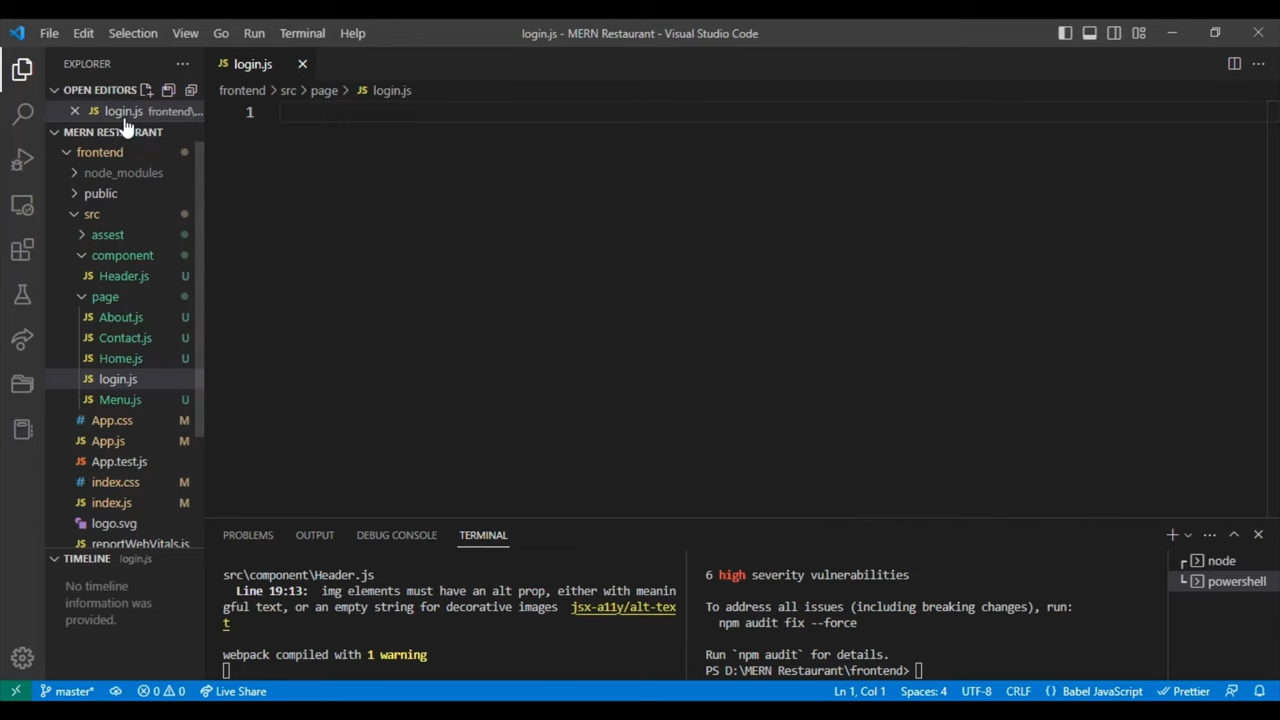 File Edit Selection View Go Run Terminal Help
login.js - MERN Restaurant - Visual Studio Code
EXPLORER
OPEN EDITORS
JS login.js frontend\...
MERN RESTAURANT
frontend
node_modules
public
src
assest
component
JS Header.js U
page
JS About.js U
JS Contact.js U
JS Home.js U
JS login.js
JS Menu.js U
# App.css M
JS App.js M
JS App.test.js
# index.css M
JS index.js M
logo.svg
reportWebVitals.js
TIMELINE login.js
No timeline
information was
provided.
JS login.js
frontend > src > page > JS login.js
1
PROBLEMS OUTPUT DEBUG CONSOLE TERMINAL
src\component\Header.js
Line 19:13: img elements must have an alt prop, either with meanin
gful text, or an empty string for decorative images jsx-a11y/alt-tex
t
webpack compiled with 1 warning
6 high severity vulnerabilities
To address all issues (including breaking changes), run:
npm audit fix --force
Run `npm audit` for details.
PS D:\MERN Restaurant\frontend>
node
powershell
master* 0 0 Live Share
Ln 1, Col 1 Spaces: 4 UTF-8 CRLF {} Babel JavaScript Prettier